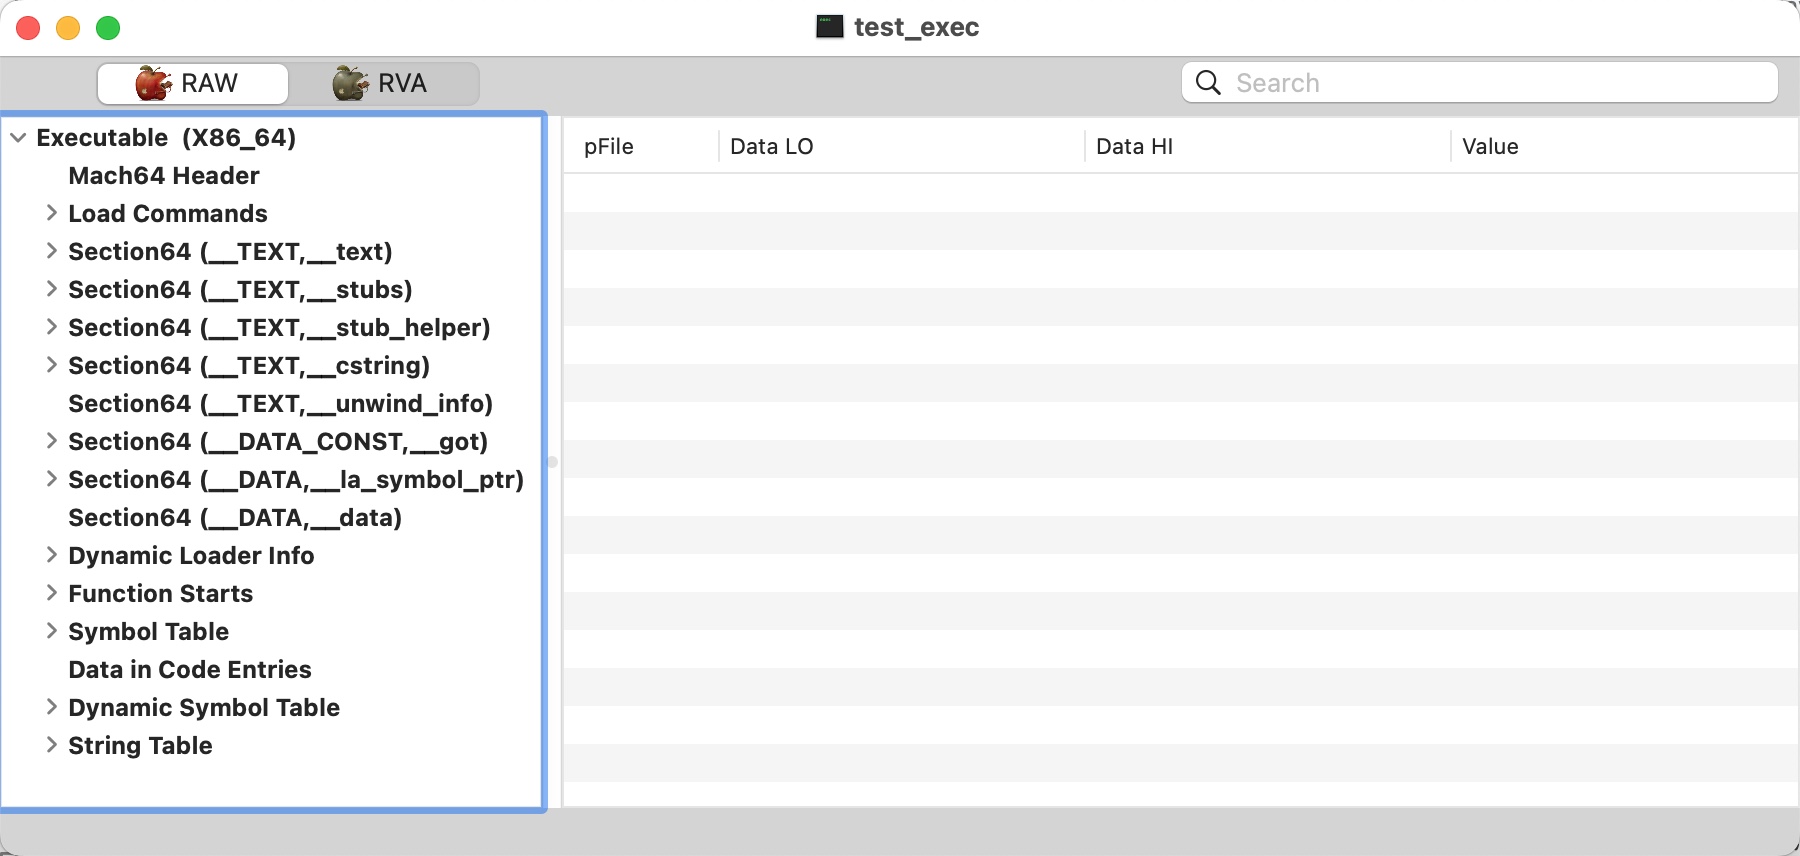 test_exec
RAW RVA Search
Executable (X86_64)
pFile Data LO Data HI Value
Mach64 Header
Load Commands
Section64 (__TEXT,__text)
Section64 (__TEXT,__stubs)
Section64 (__TEXT,__stub_helper)
Section64 (__TEXT,__cstring)
Section64 (__TEXT,__unwind_info)
Section64 (__DATA_CONST,__got)
Section64 (__DATA,__la_symbol_ptr)
Section64 (__DATA,__data)
Dynamic Loader Info
Function Starts
Symbol Table
Data in Code Entries
Dynamic Symbol Table
String Table